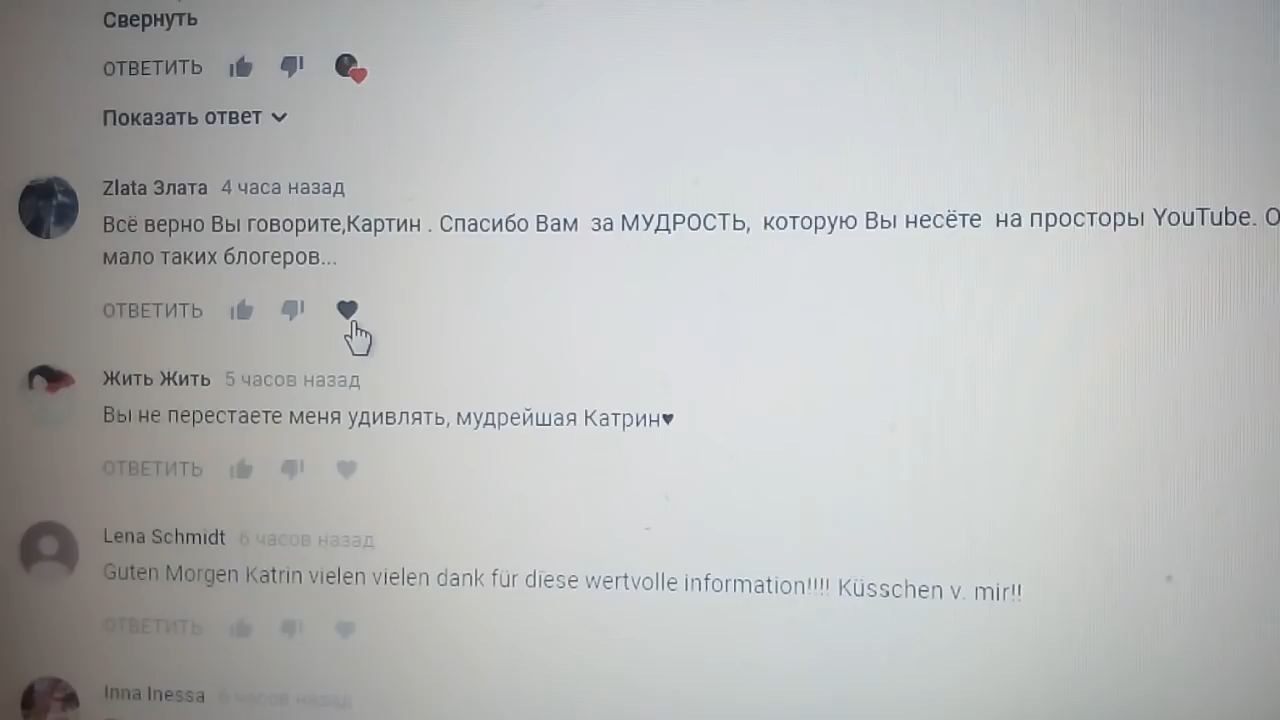 Свернуть
ОТВЕТИТЬ
Показать ответ
Zlata Злата 4 часа назад
Всё верно Вы говорите,Картин . Спасибо Вам за МУДРОСТЬ, которую Вы несёте на просторы YouTube.
мало таких блогеров...
ОТВЕТИТЬ
Жить Жить 5 часов назад
Вы не перестаете меня удивлять, мудрейшая Катрин♥
ОТВЕТИТЬ
Lena Schmidt 6 часов назад
Guten Morgen Katrin vielen vielen dank für diese wertvolle information!!!! Küsschen v. mir!!
ОТВЕТИТЬ
Inna Inessa 6 часов назад